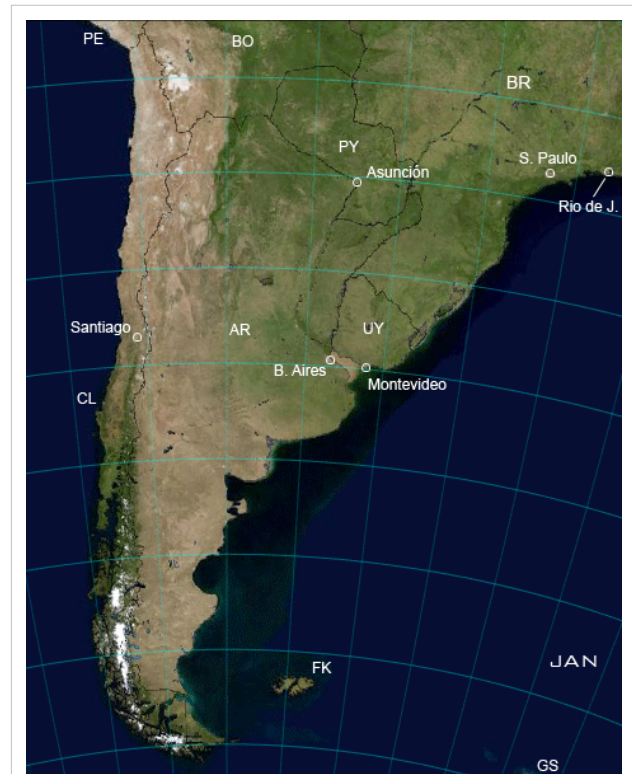 PE
BO
BR
PY
S. Paulo
Asunción
Rio de J.
Santiago
AR
UY
B. Aires
Montevideo
CL
FK
JAN
GS